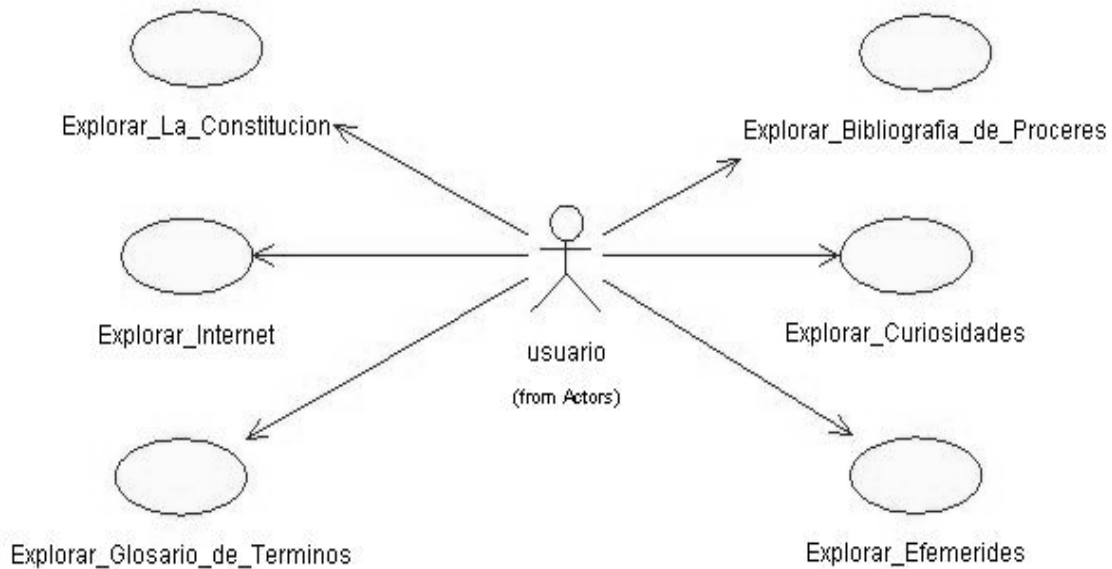 Explorar_La_Constitucion
Explorar_Bibliografia_de_Proceres
Explorar_Internet
Explorar_Curiosidades
usuario
(from Actors)
Explorar_Glosario_de_Terminos
Explorar_Efemerides